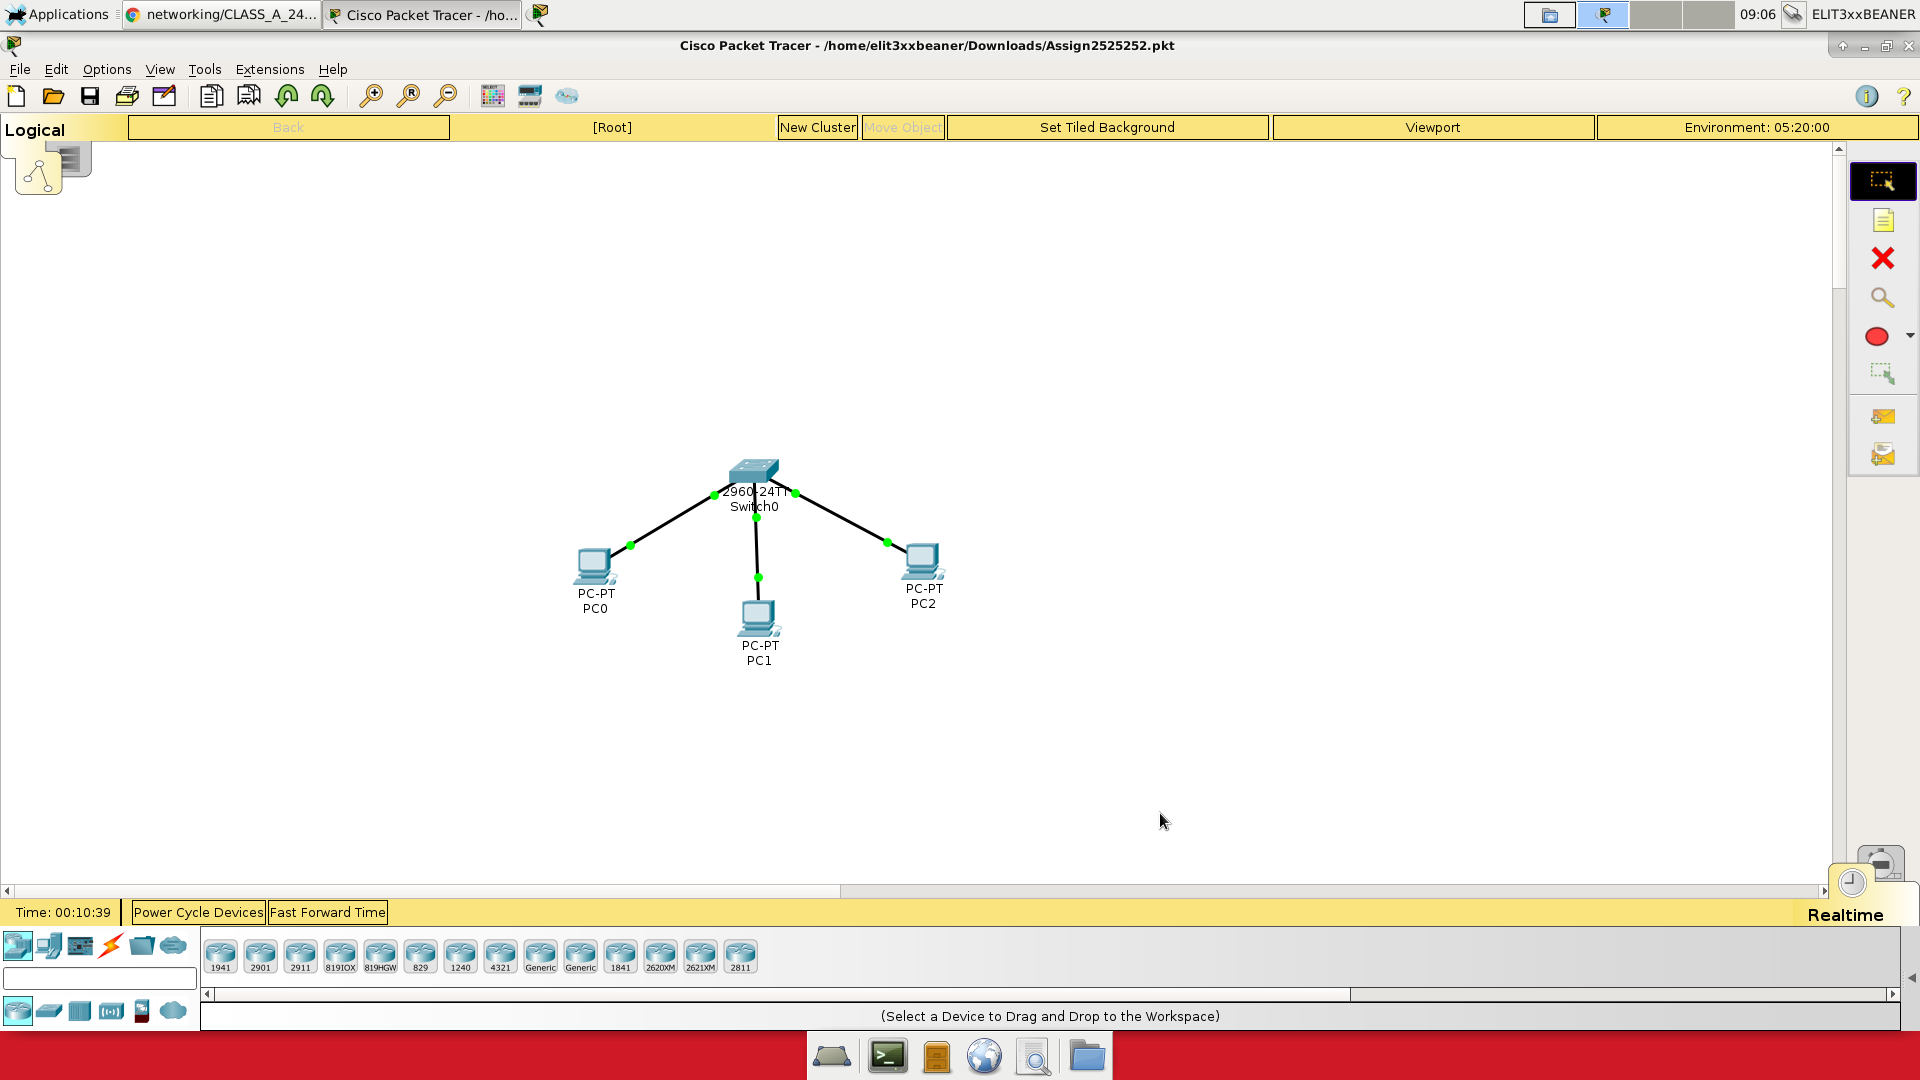 Applications networking/CLASS_A_24... Cisco Packet Tracer - /ho... 09:06 ELIT3xxBEANER
Cisco Packet Tracer - /home/elit3xxbeaner/Downloads/Assign2525252.pkt
File Edit Options View Tools Extensions Help
Logical Back [Root] New Cluster Move Object Set Tiled Background Viewport Environment: 05:20:00
2960-24TT
Switch0
PC-PT
PC0
PC-PT
PC1
PC-PT
PC2
Time: 00:10:39 Power Cycle Devices Fast Forward Time Realtime
1941 2901 2911 819IOX 819HGW 829 1240 4321 Generic Generic 1841 2620XM 2621XM 2811
(Select a Device to Drag and Drop to the Workspace)